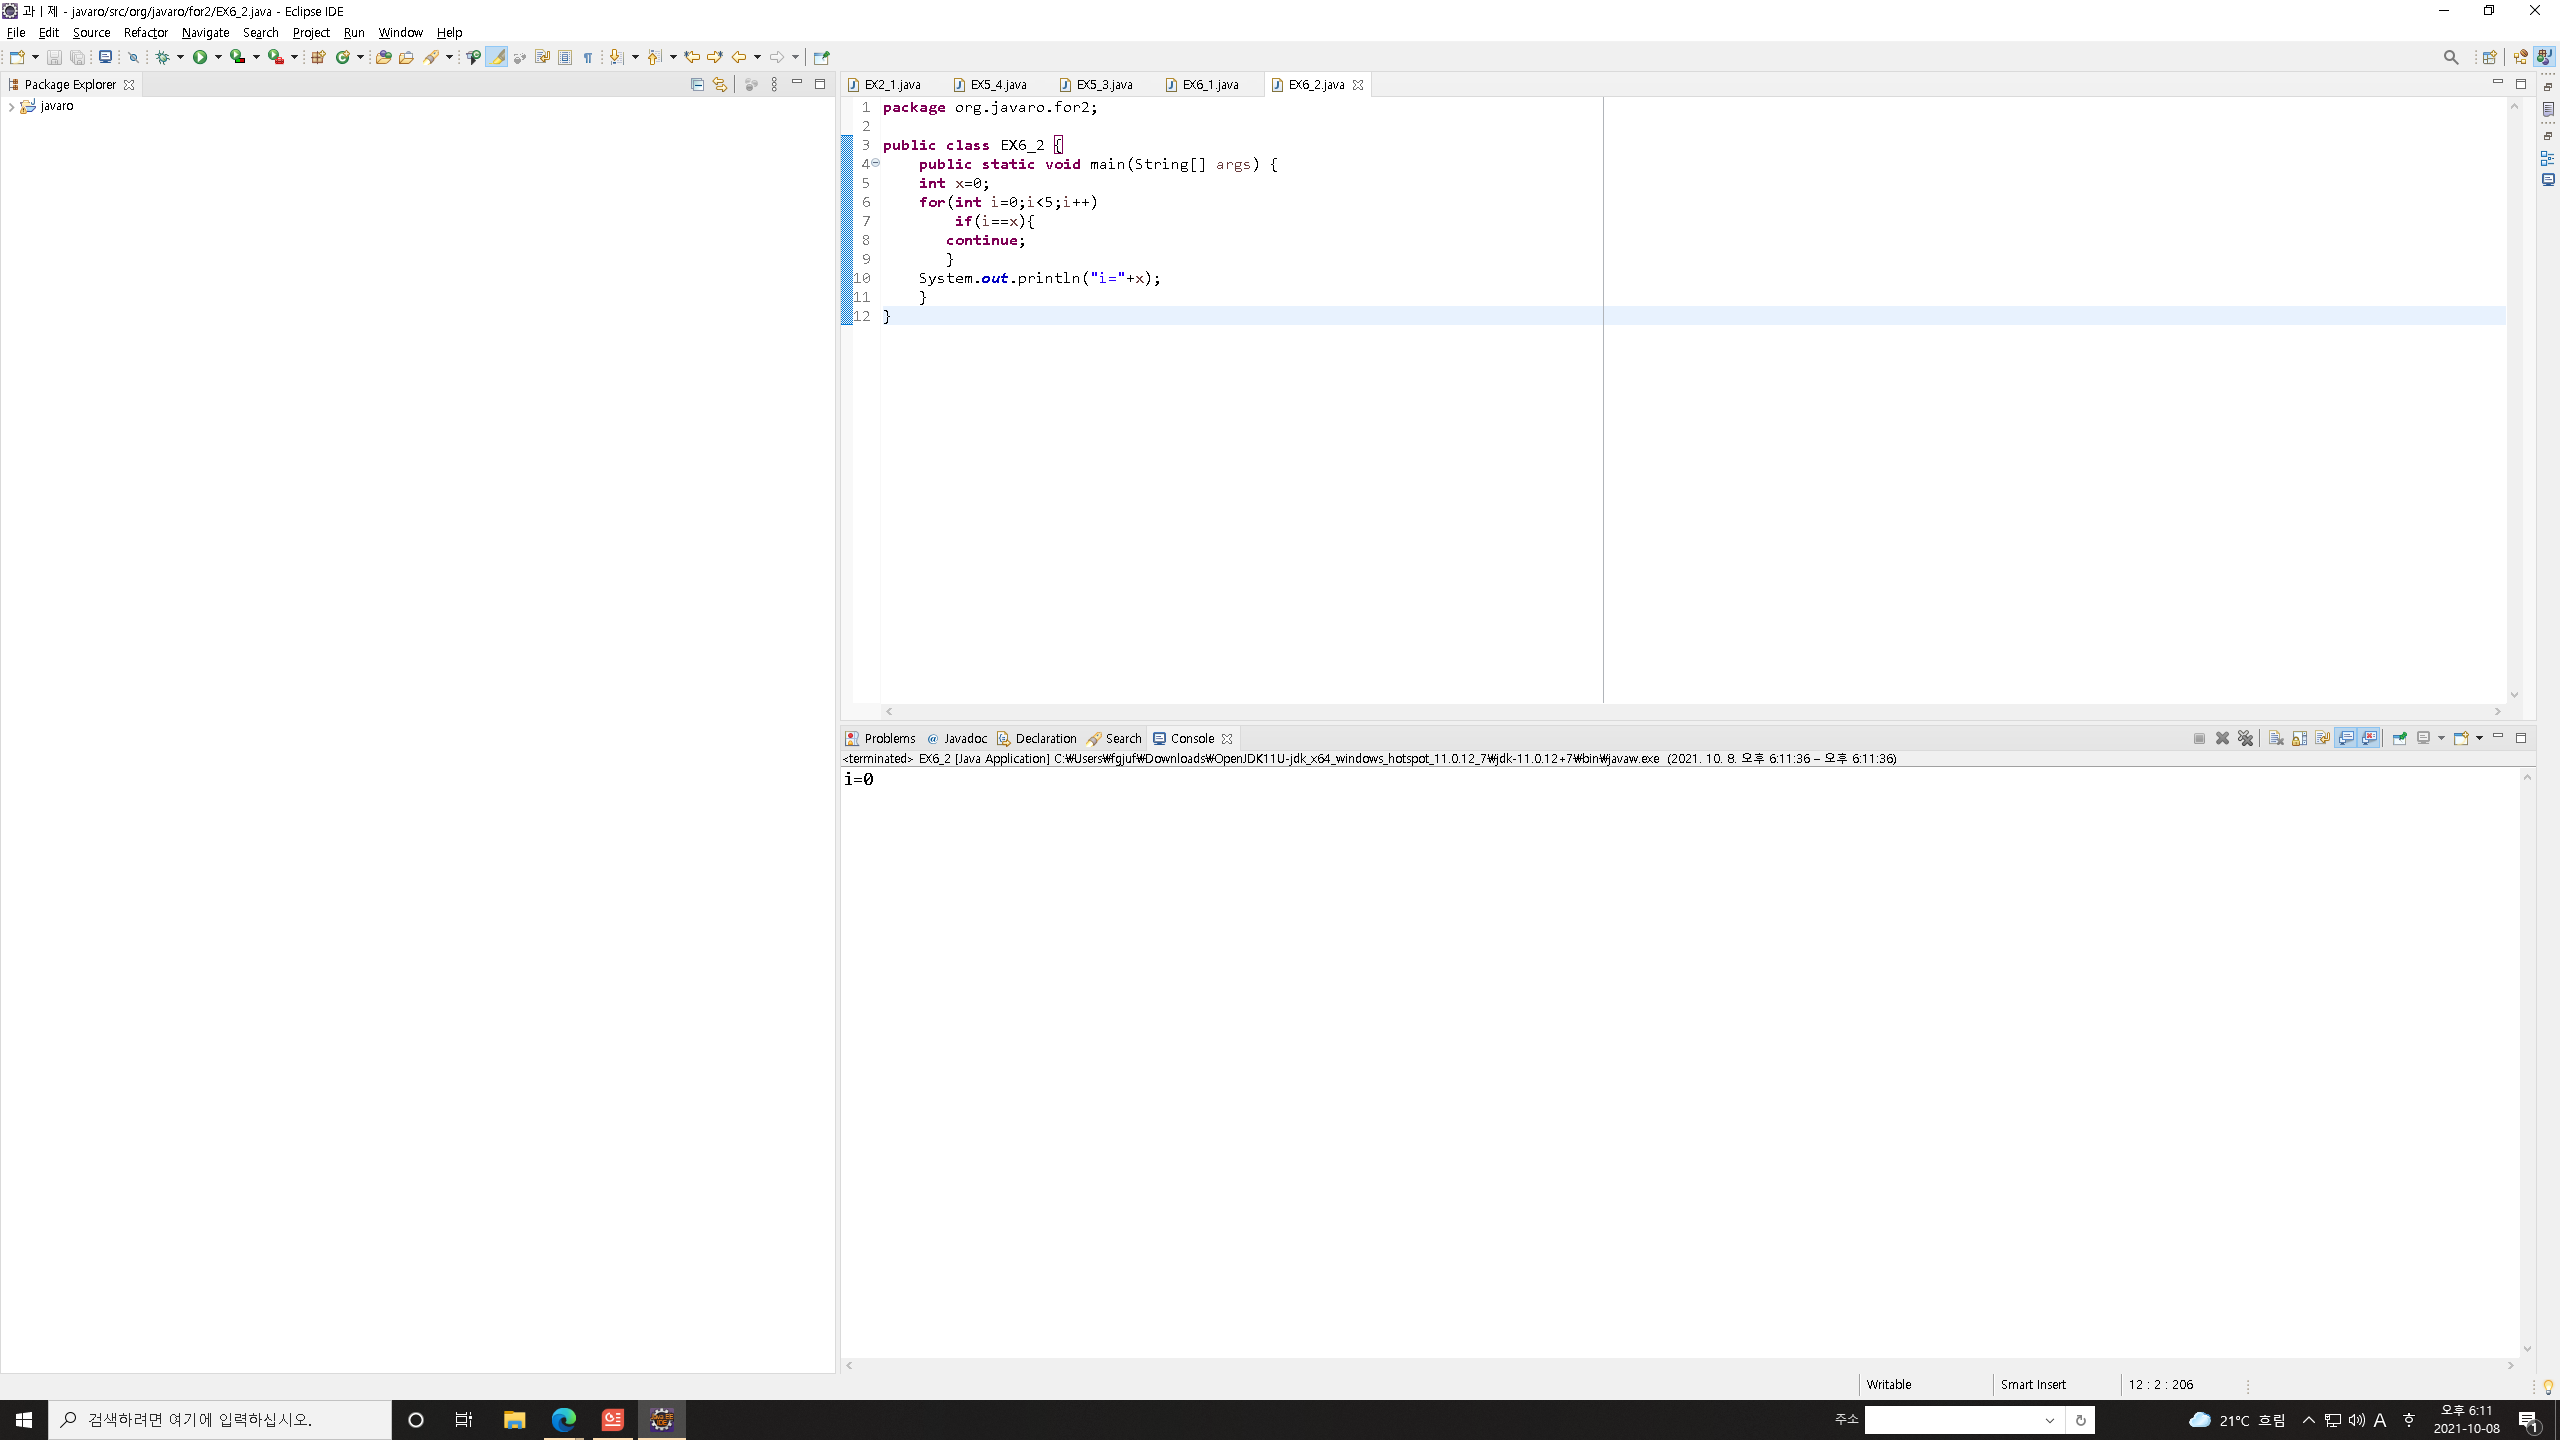 과ㅣ제 - javaro/src/org/javaro/for2/EX6_2.java - Eclipse IDE
File Edit Source Refactor Navigate Search Project Run Window Help
Package Explorer
javaro
EX2_1.java EX5_4.java EX5_3.java EX6_1.java EX6_2.java
1 package org.javaro.for2;
2
3 public class EX6_2 {
4 public static void main(String[] args) {
5 int x=0;
6 for(int i=0;i<5;i++)
7 if(i==x){
8 continue;
9 }
10 System.out.println("i="+x);
11 }
12 }
Problems @ Javadoc Declaration Search Console
<terminated> EX6_2 [Java Application] C:₩Users₩fgjuf₩Downloads₩OpenJDK11U-jdk_x64_windows_hotspot_11.0.12_7₩jdk-11.0.12+7₩bin₩javaw.exe (2021. 10. 8. 오후 6:11:36 – 오후 6:11:36)
i=0
Writable Smart Insert 12 : 2 : 206
검색하려면 여기에 입력하십시오.
주소
21°C 흐림
A
오후 6:11
2021-10-08
1